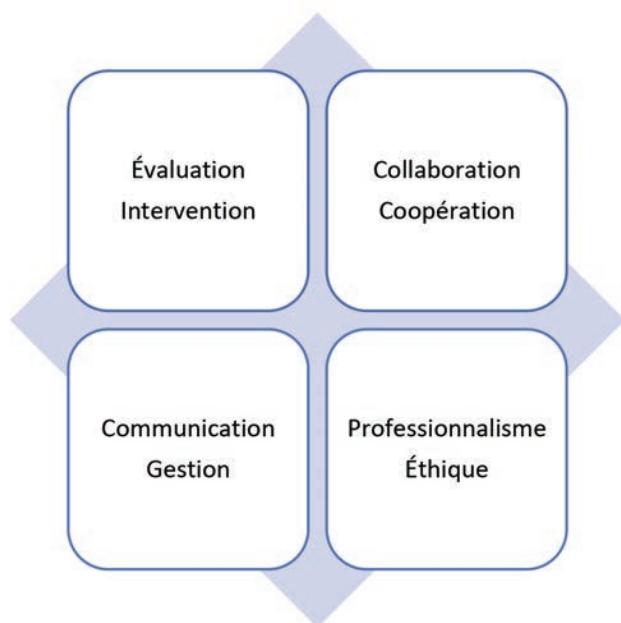 Évaluation
Intervention
Collaboration
Coopération
Communication
Gestion
Professionnalisme
Éthique